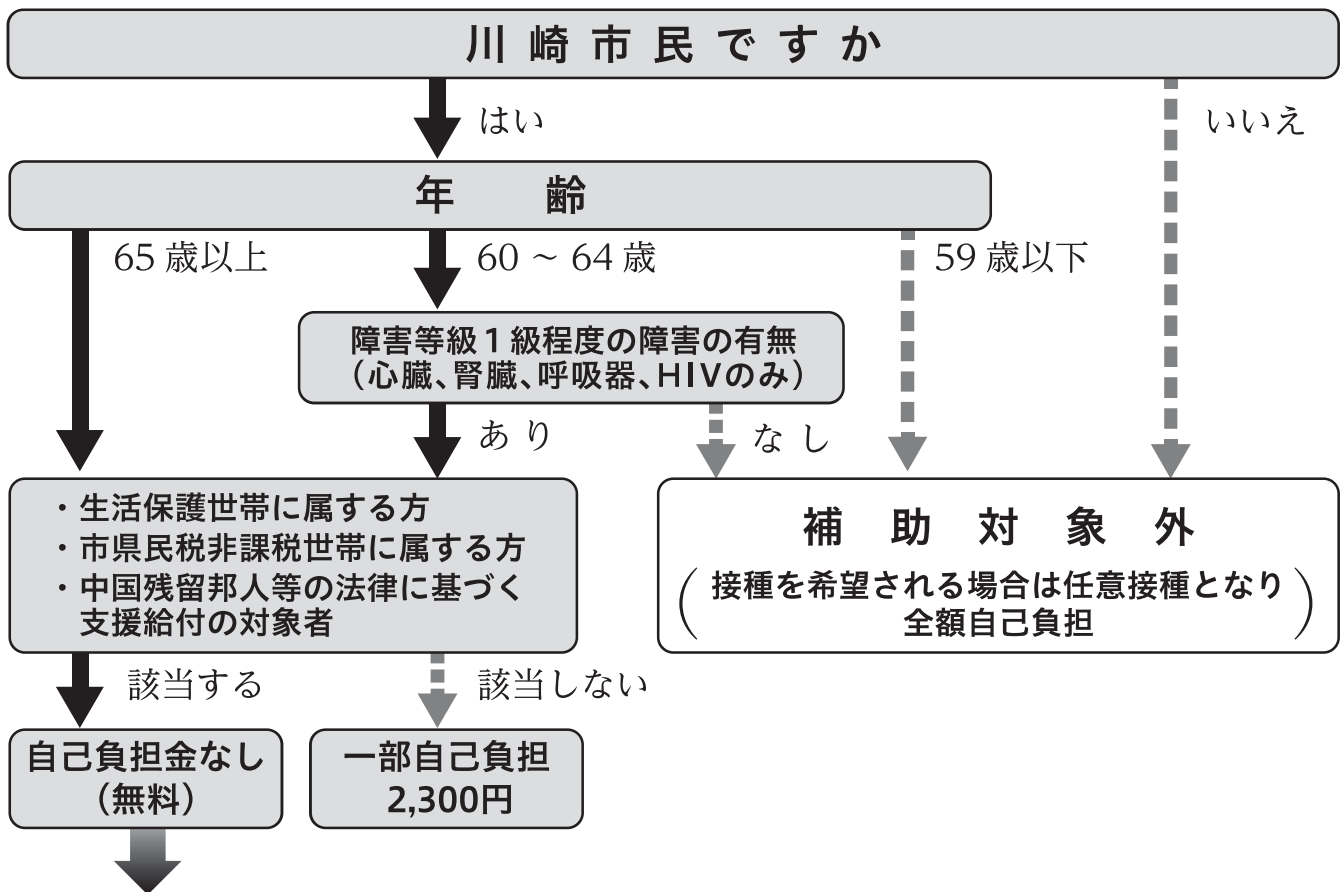 川崎市民ですか
はい
いいえ
年　齢
65 歳以上
60 ~ 64 歳
59 歳以下
障害等級1級程度の障害の有無
（心臓、腎臓、呼吸器、HIVのみ）
あ り
な し
・生活保護世帯に属する方
・市県民税非課税世帯に属する方
・中国残留邦人等の法律に基づく
支援給付の対象者
補 助 対 象 外
（接種を希望される場合は任意接種となり
全額自己負担）
該当する
該当しない
自己負担金なし
（無料）
一部自己負担
2,300円